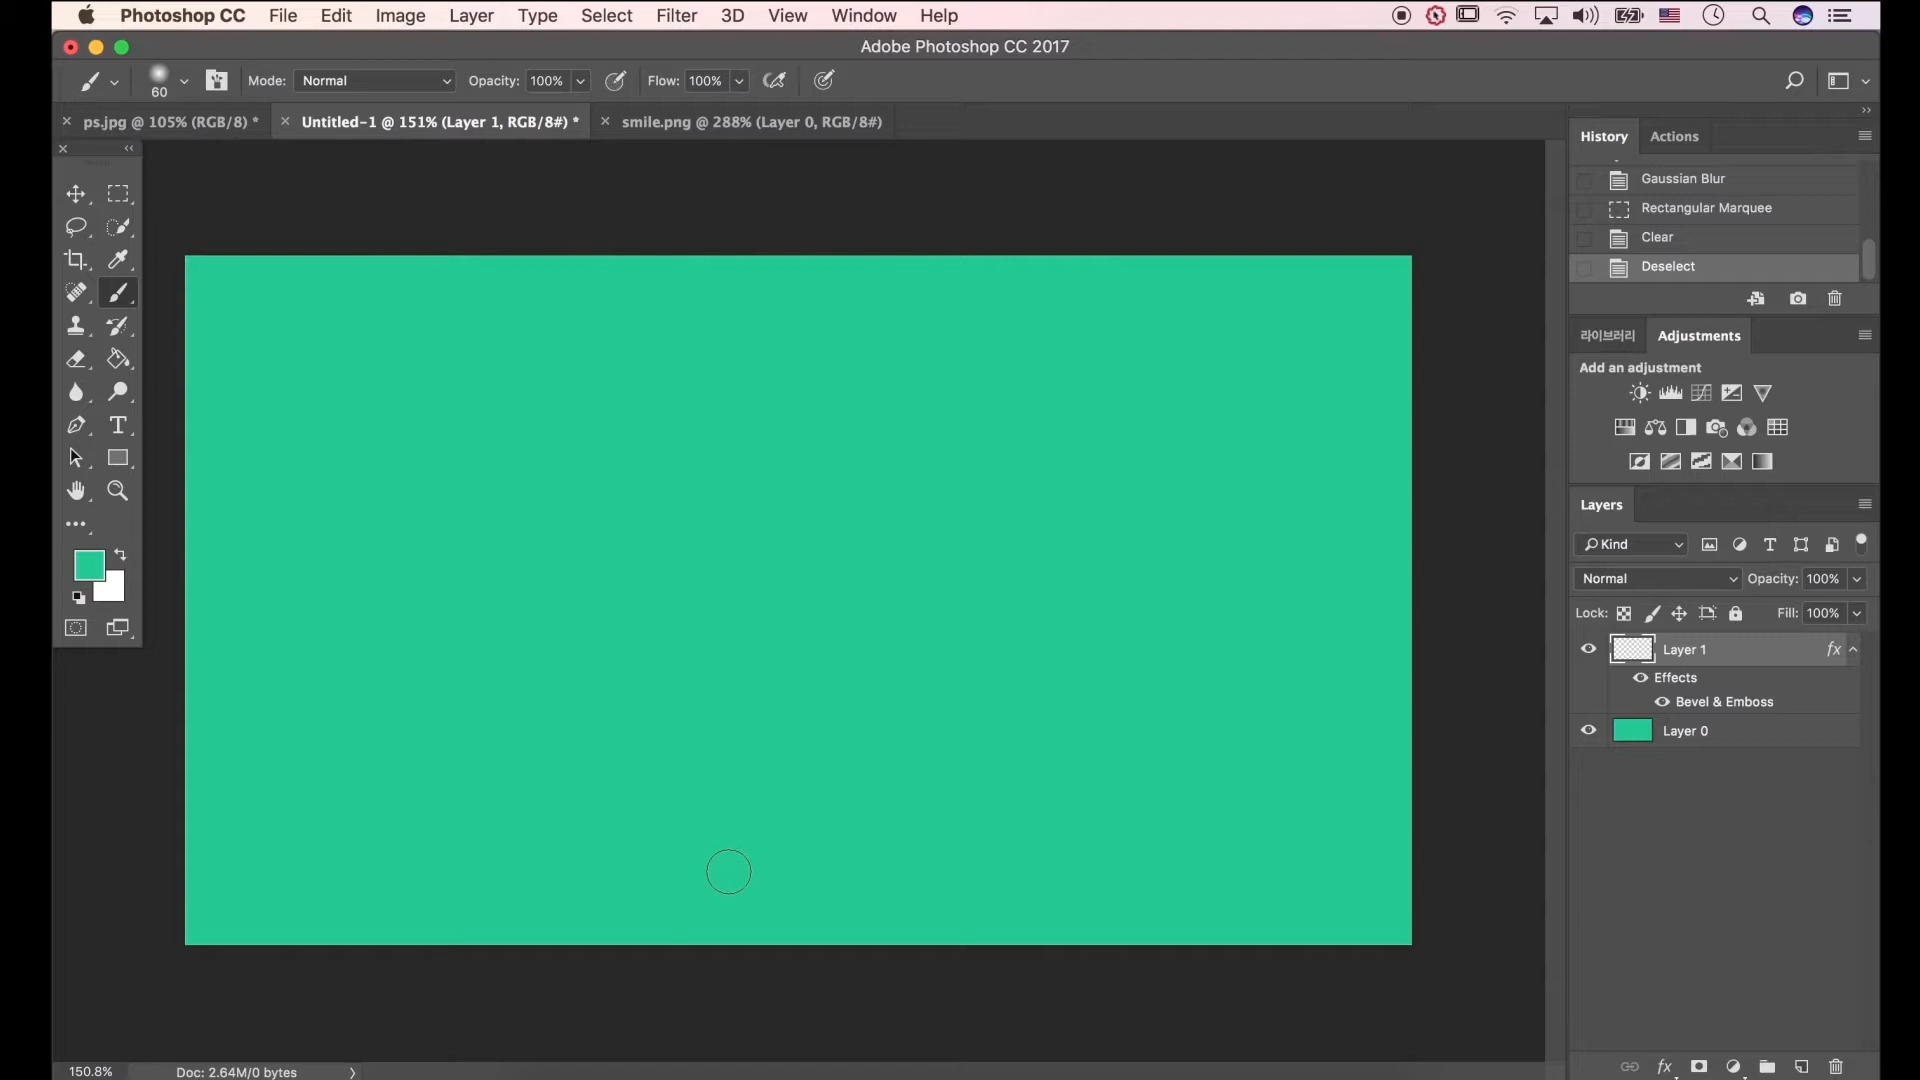 Photoshop CC File Edit Image Layer Type Select Filter 3D View Window Help
Adobe Photoshop CC 2017
60 Mode: Normal Opacity: 100% Flow: 100%
ps.jpg @ 105% (RGB/8) * Untitled-1 @ 151% (Layer 1, RGB/8#) * smile.png @ 288% (Layer 0, RGB/8#)
History Actions
Gaussian Blur
Rectangular Marquee
Clear
Deselect
라이브러리 Adjustments
Add an adjustment
Layers
Kind
Normal Opacity: 100%
Lock: Fill: 100%
Layer 1 fx
Effects
Bevel & Emboss
Layer 0
fx
150.8% Doc: 2.64M/0 bytes